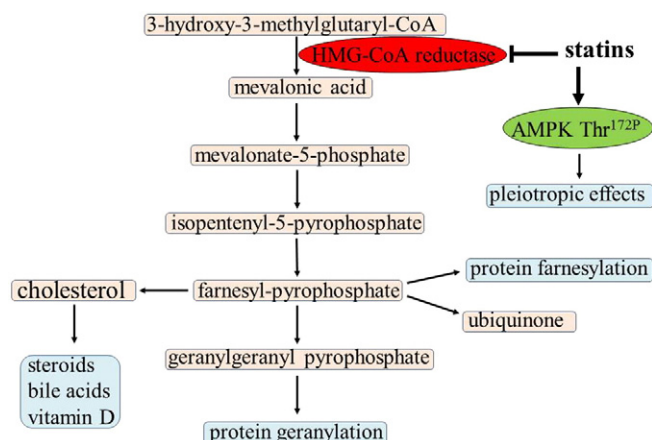 3-hydroxy-3-methylglutaryl-CoA
HMG-CoA reductase
statins
mevalonic acid
AMPK Thr¹⁷²ᴾ
mevalonate-5-phosphate
pleiotropic effects
isopentenyl-5-pyrophosphate
protein farnesylation
cholesterol
farnesyl-pyrophosphate
ubiquinone
geranylgeranyl pyrophosphate
steroids
bile acids
vitamin D
protein geranylation